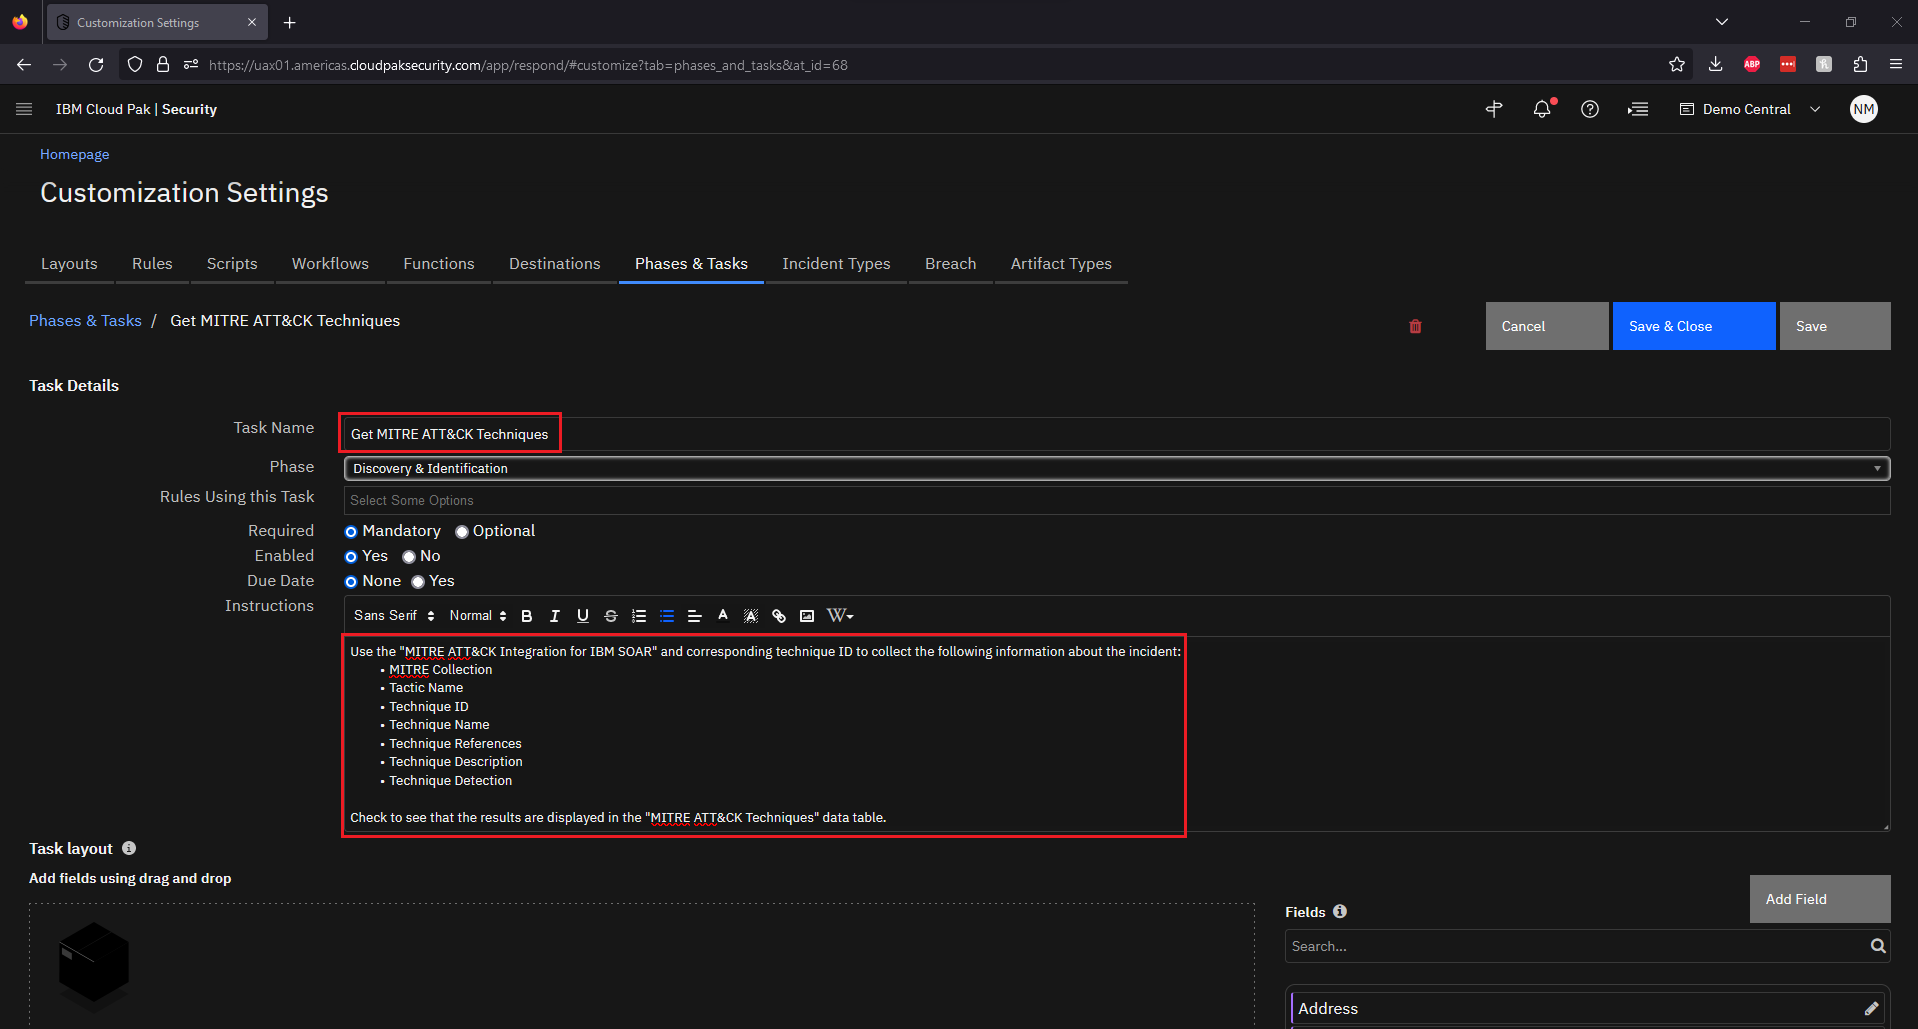 Customization Settings
https://uax01.americas.cloudpaksecurity.com/app/respond/#customize?tab=phases_and_tasks&at_id=68
ABP
IBM Cloud Pak | Security
Demo Central
NM
Homepage
Customization Settings
Layouts Rules Scripts Workflows Functions Destinations Phases & Tasks Incident Types Breach Artifact Types
Phases & Tasks / Get MITRE ATT&CK Techniques
Cancel Save & Close Save
Task Details
Task Name Get MITRE ATT&CK Techniques
Phase Discovery & Identification
Rules Using this Task Select Some Options
Required Mandatory Optional
Enabled Yes No
Due Date None Yes
Instructions Sans Serif Normal B I U S A A W
Use the "MITRE ATT&CK Integration for IBM SOAR" and corresponding technique ID to collect the following information about the incident:
• MITRE Collection
• Tactic Name
• Technique ID
• Technique Name
• Technique References
• Technique Description
• Technique Detection
Check to see that the results are displayed in the "MITRE ATT&CK Techniques" data table.
Task layout
Add fields using drag and drop
Add Field
Fields
Search...
Address